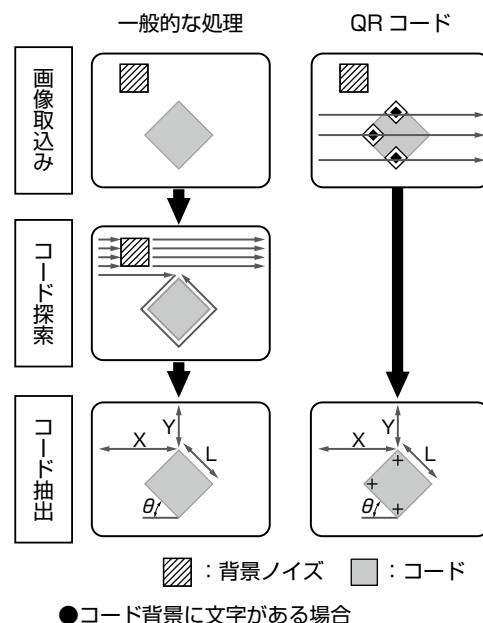 一般的な処理
QR コード
画像取込み
コード探索
コード抽出
Y
X
L
θ
Y
X
L
θ
：背景ノイズ
：コード
●コード背景に文字がある場合